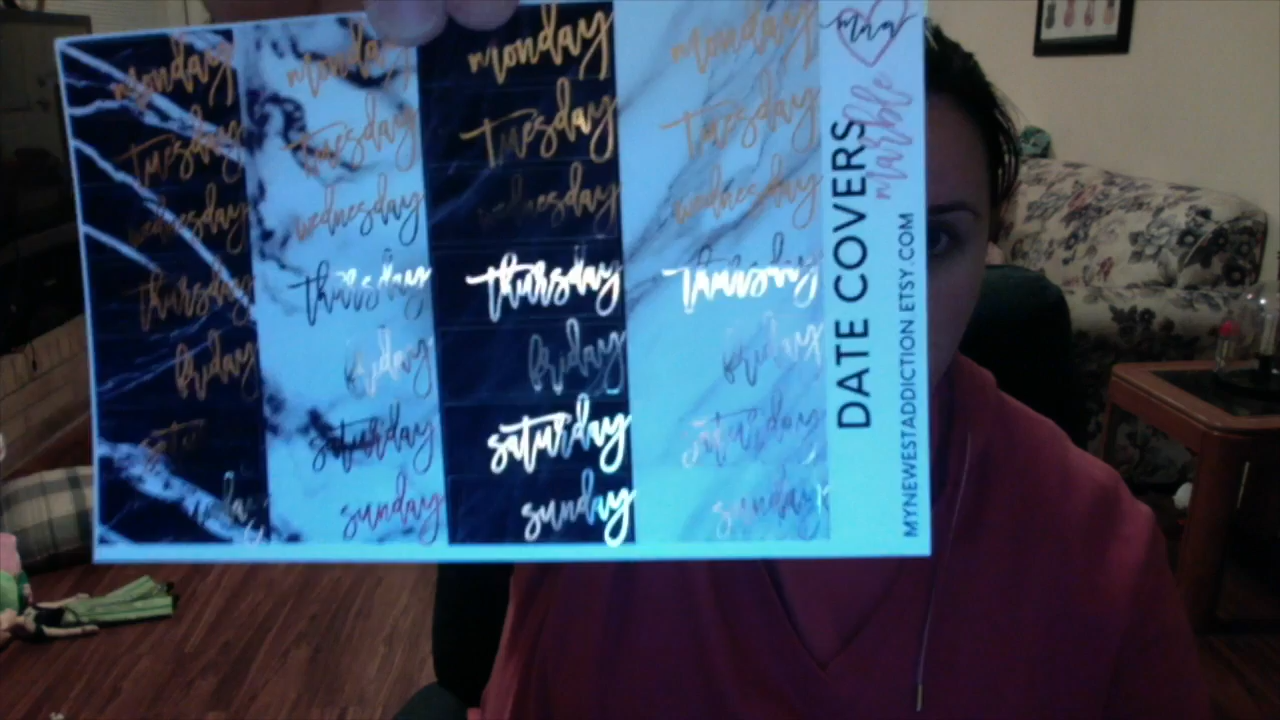 monday monday monday monday
Tuesday Tuesday Tuesday Tuesday
wednesday wednesday wednesday wednesday
thursday thursday thursday thursday
friday friday friday friday
saturday saturday saturday
sunday sunday sunday
mna
marble
DATE COVERS
MYNEWESTADDICTION.ETSY.COM